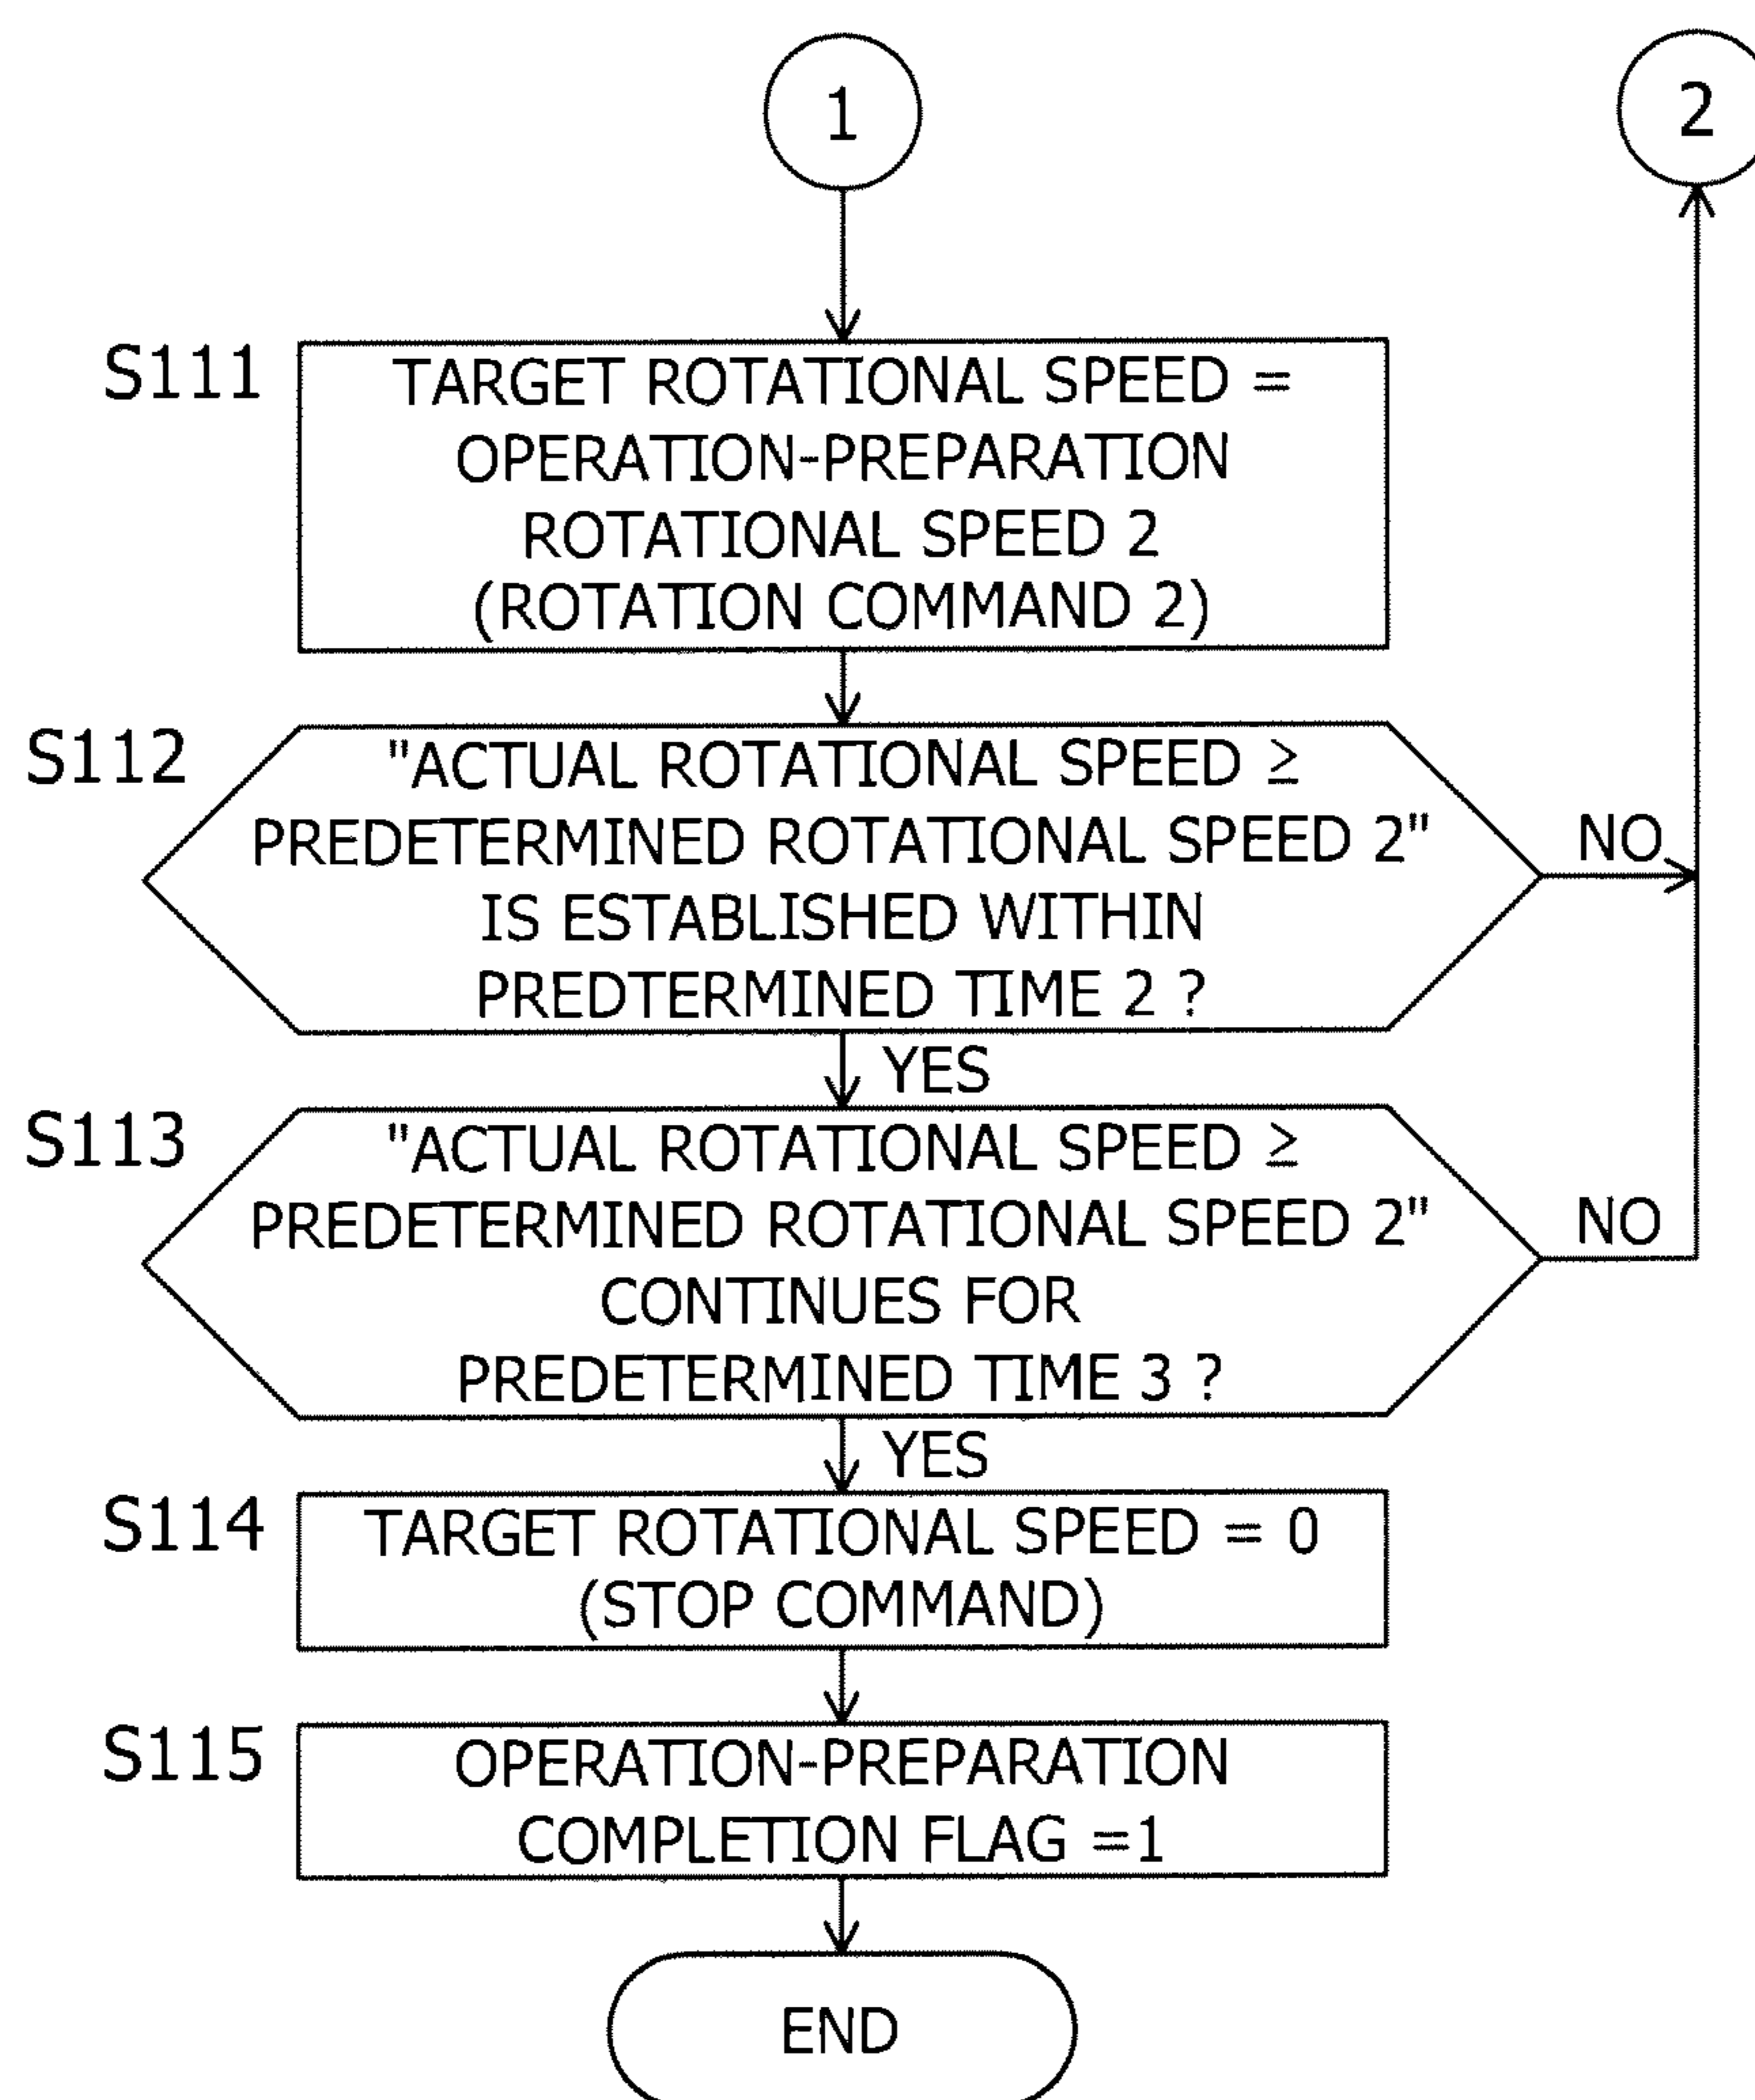 1
2
S111
TARGET ROTATIONAL SPEED =
OPERATION-PREPARATION
ROTATIONAL SPEED 2
(ROTATION COMMAND 2)
S112
"ACTUAL ROTATIONAL SPEED ≥
PREDETERMINED ROTATIONAL SPEED 2"
IS ESTABLISHED WITHIN
PREDTERMINED TIME 2 ?
NO
YES
S113
"ACTUAL ROTATIONAL SPEED ≥
PREDETERMINED ROTATIONAL SPEED 2"
CONTINUES FOR
PREDETERMINED TIME 3 ?
NO
YES
S114
TARGET ROTATIONAL SPEED = 0
(STOP COMMAND)
S115
OPERATION-PREPARATION
COMPLETION FLAG =1
END